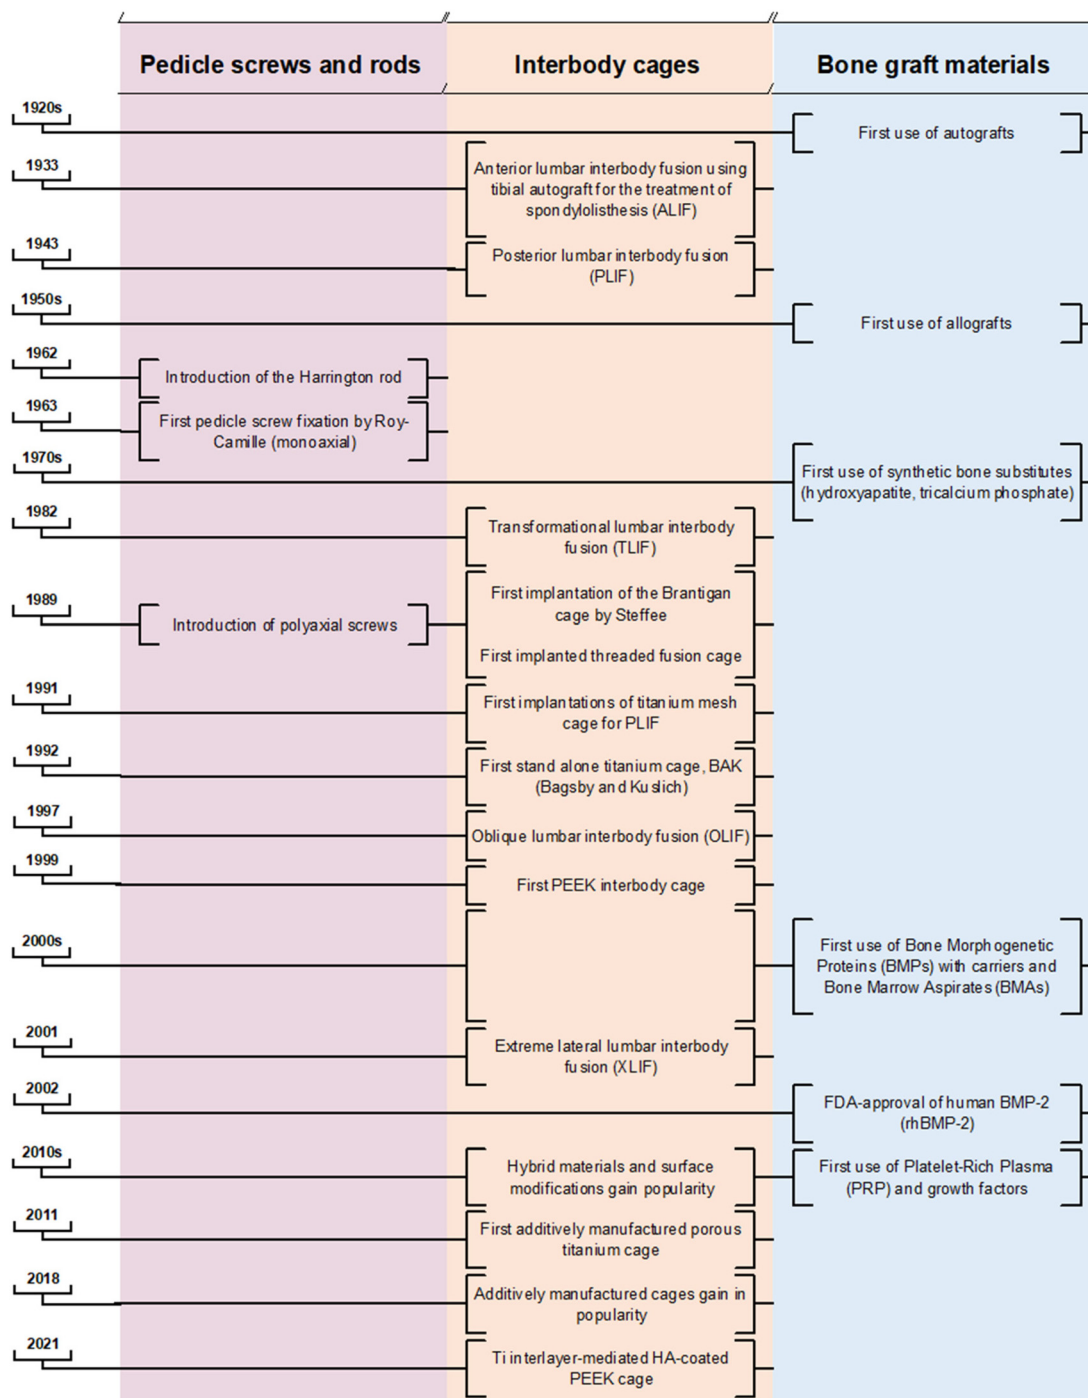 Pedicle screws and rods
Interbody cages
Bone graft materials
1920s
First use of autografts
1933
Anterior lumbar interbody fusion using
tibial autograft for the treatment of
spondylolisthesis (ALIF)
1943
Posterior lumbar interbody fusion
(PLIF)
1950s
First use of allografts
1962
Introduction of the Harrington rod
1963
First pedicle screw fixation by Roy-
Camille (monoaxial)
1970s
First use of synthetic bone substitutes
(hydroxyapatite, tricalcium phosphate)
1982
Transformational lumbar interbody
fusion (TLIF)
1989
Introduction of polyaxial screws
First implantation of the Brantigan
cage by Steffee
First implanted threaded fusion cage
1991
First implantations of titanium mesh
cage for PLIF
1992
First stand alone titanium cage, BAK
(Bagsby and Kuslich)
1997
Oblique lumbar interbody fusion (OLIF)
1999
First PEEK interbody cage
2000s
First use of Bone Morphogenetic
Proteins (BMPs) with carriers and
Bone Marrow Aspirates (BMAs)
2001
Extreme lateral lumbar interbody
fusion (XLIF)
2002
FDA-approval of human BMP-2
(rhBMP-2)
2010s
Hybrid materials and surface
modifications gain popularity
First use of Platelet-Rich Plasma
(PRP) and growth factors
2011
First additively manufactured porous
titanium cage
2018
Additively manufactured cages gain in
popularity
2021
Ti interlayer-mediated HA-coated
PEEK cage